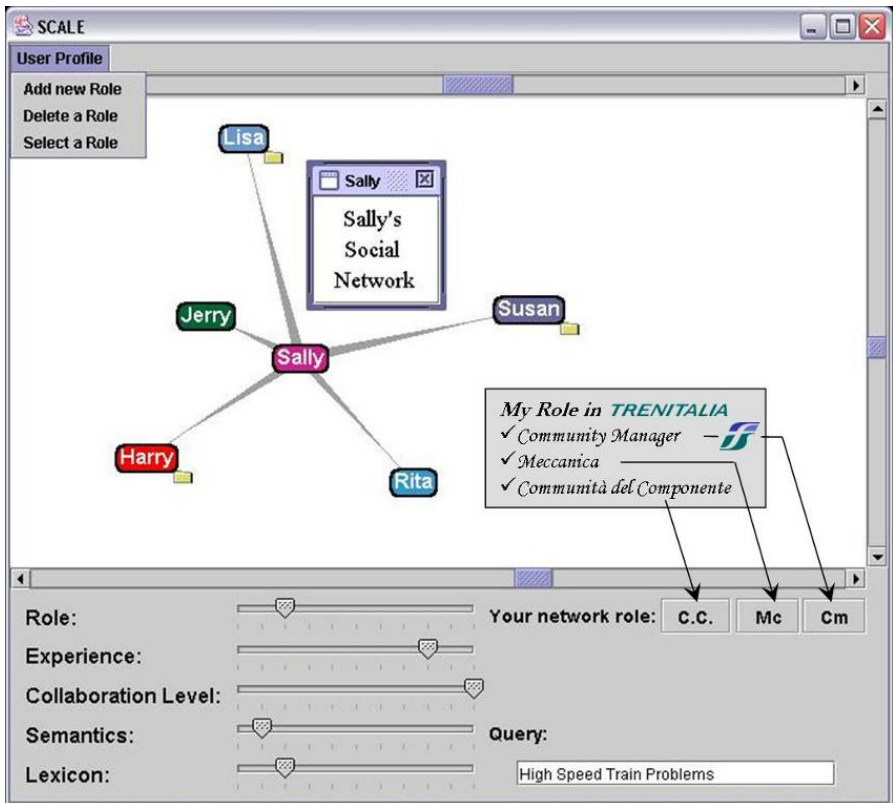 SCALE
User Profile
Add new Role
Delete a Role
Select a Role
Lisa
Sally
Sally's
Social
Network
Susan
Jerry
Sally
Harry
Rita
My Role in TRENITALIA
✓ Community Manager
✓ Meccanica
✓ Communità del Componente
Role:
Your network role: C.C. Mc Cm
Experience:
Collaboration Level:
Semantics:
Query:
Lexicon:
High Speed Train Problems